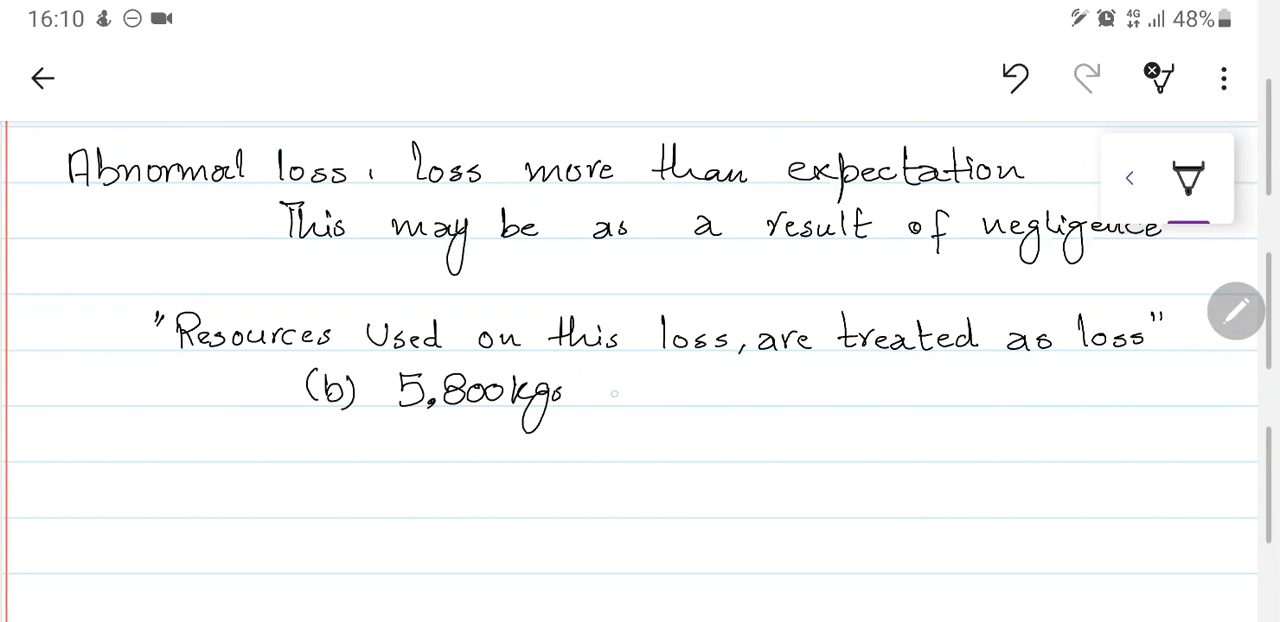 16:10 4G 48%
Abnormal loss. Loss more than expectation
This may be as a result of negligence
"Resources Used on this loss, are treated as loss"
(b) 5,800kgs